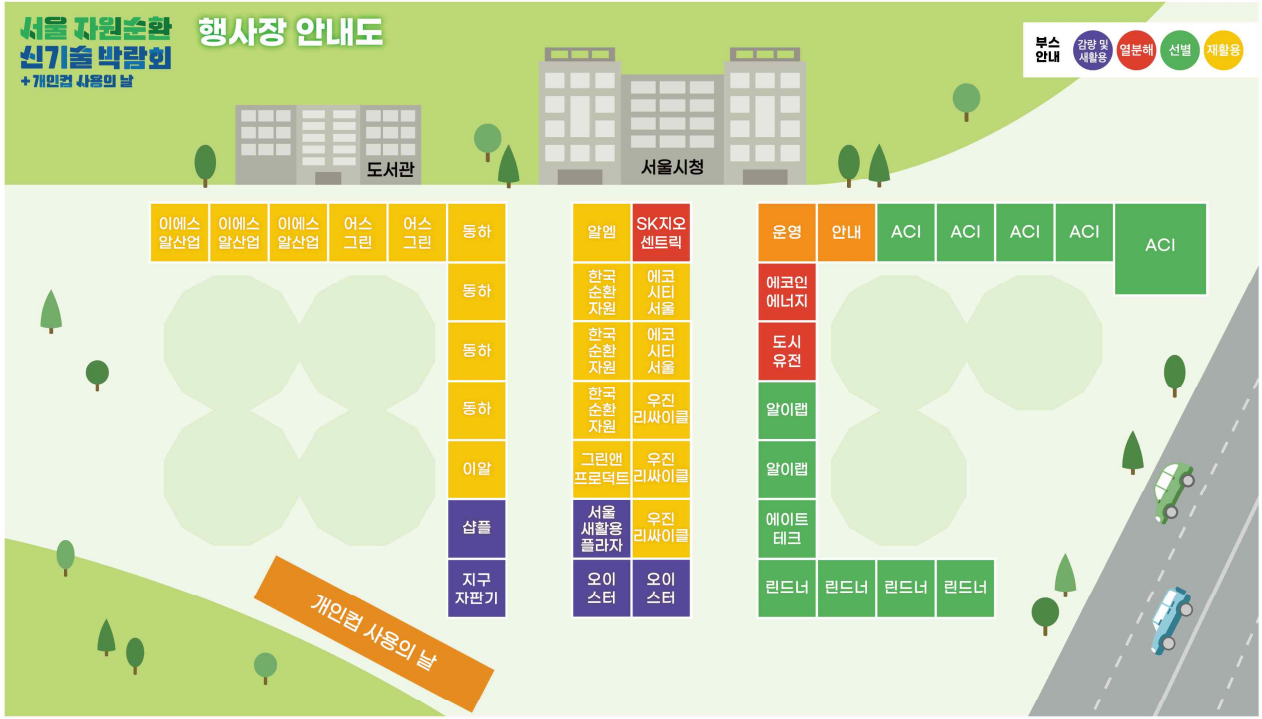 서울 자원순환
신기술 박람회
+개인컵 사용의 날
행사장 안내도
부스
안내
감량 및
새활용
열분해
선별
재활용
도서관
서울시청
이에스
알산업
이에스
알산업
이에스
알산업
어스
그린
어스
그린
동하
동하
동하
동하
이알
샵플
지구
자판기
알엠
SK지오
센트릭
한국
순환
자원
에코
시티
서울
한국
순환
자원
에코
시티
서울
한국
순환
자원
우진
리싸이클
그린앤
프로덕트
우진
리싸이클
서울
새활용
플라자
우진
리싸이클
오이
스터
오이
스터
운영
안내
ACI
ACI
ACI
ACI
ACI
에코인
에너지
도시
유전
알이랩
알이랩
에이트
테크
린드너
린드너
린드너
린드너
개인컵 사용의 날